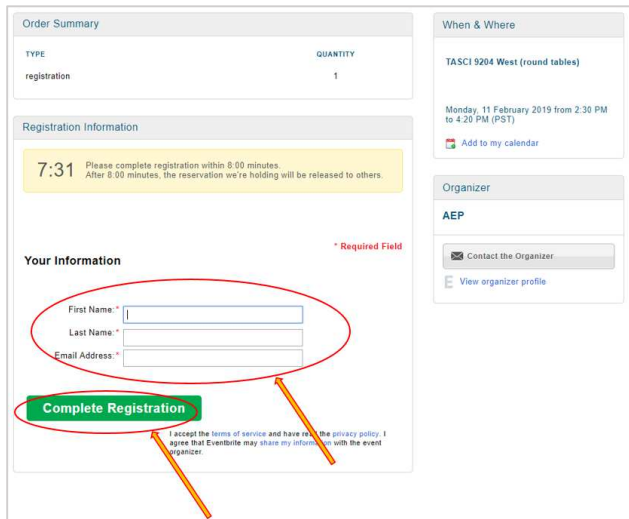 Order Summary
TYPE QUANTITY
registration 1
Registration Information
7:31
Please complete registration within 8:00 minutes.
After 8:00 minutes, the reservation we're holding will be released to others.
* Required Field
Your Information
First Name: *
Last Name: *
Email Address: *
Complete Registration
I accept the terms of service and have read the privacy policy. I
agree that Eventbrite may share my information with the event
organizer.
When & Where
TASCI 9204 West (round tables)
Monday, 11 February 2019 from 2:30 PM
to 4:20 PM (PST)
Add to my calendar
Organizer
AEP
Contact the Organizer
E View organizer profile